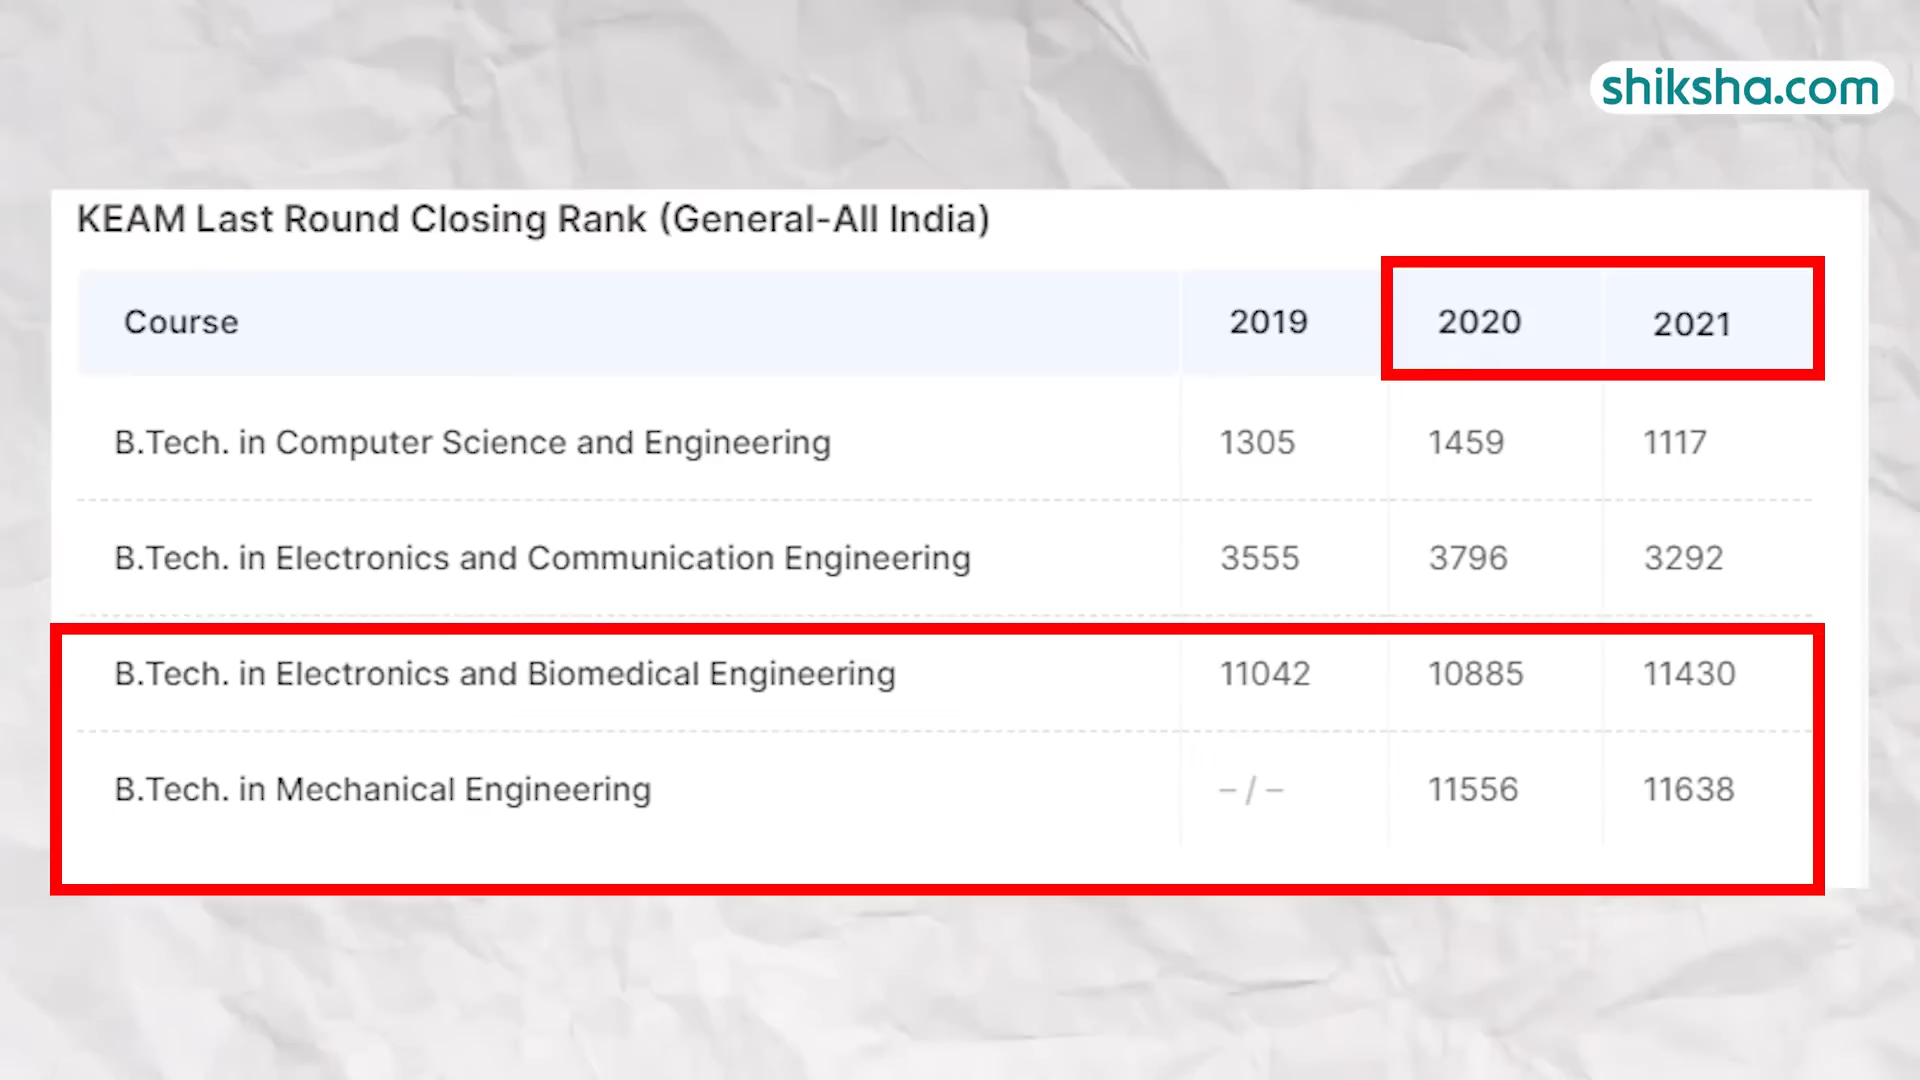 shiksha.com
KEAM Last Round Closing Rank (General-All India)
Course 2019 2020 2021
B.Tech. in Computer Science and Engineering 1305 1459 1117
B.Tech. in Electronics and Communication Engineering 3555 3796 3292
B.Tech. in Electronics and Biomedical Engineering 11042 10885 11430
B.Tech. in Mechanical Engineering – / – 11556 11638